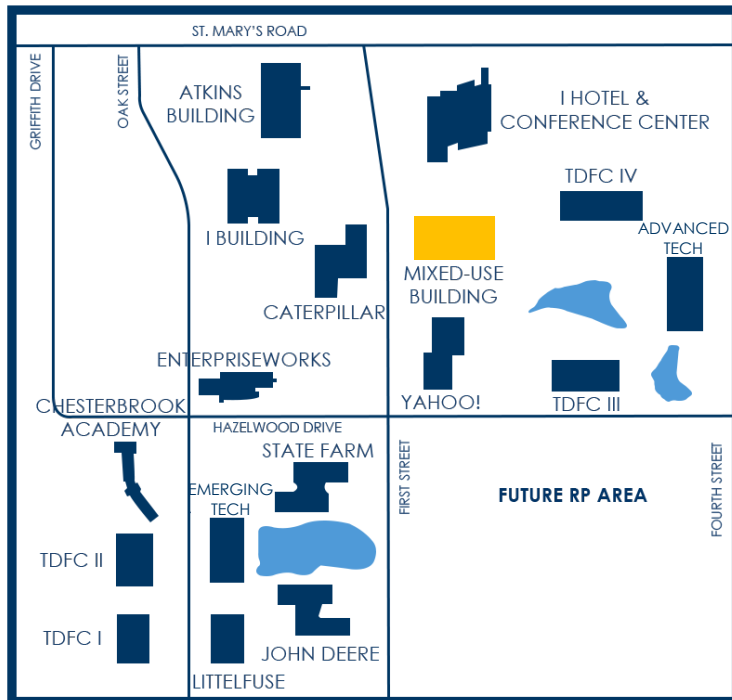 ST. MARY'S ROAD
GRIFFITH DRIVE
OAK STREET
ATKINS
BUILDING
I HOTEL &
CONFERENCE CENTER
TDFC IV
I BUILDING
ADVANCED
TECH
MIXED-USE
BUILDING
CATERPILLAR
ENTERPRISEWORKS
YAHOO!
TDFC III
CHESTERBROOK
ACADEMY
HAZELWOOD DRIVE
STATE FARM
FIRST STREET
FUTURE RP AREA
FOURTH STREET
EMERGING
TECH
TDFC II
TDFC I
JOHN DEERE
LITTELFUSE